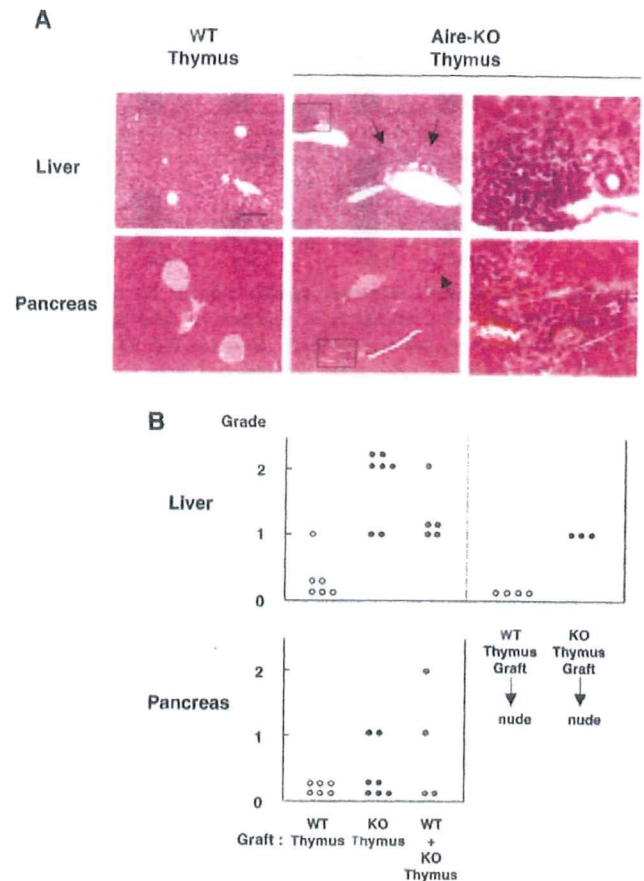 A
WT
Thymus
Aire-KO
Thymus
Liver
Pancreas
B
Grade
2
Liver
1
0
WT
Thymus
Graft
nude
KO
Thymus
Graft
nude
2
Pancreas
1
0
Graft :
WT
Thymus
KO
Thymus
WT
+
KO
Thymus